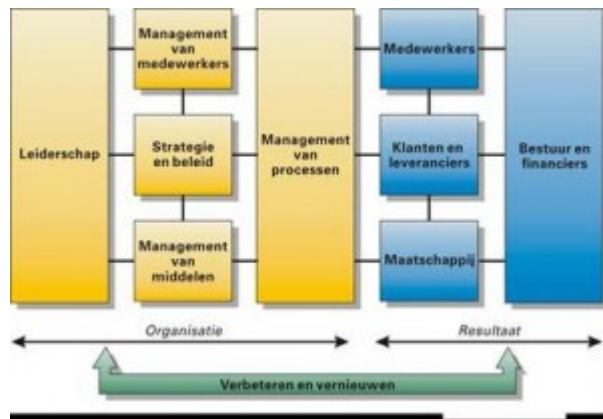 Leiderschap
Management
van
medewerkers
Strategie
en beleid
Management
van
middelen
Management
van
processen
Medewerkers
Klanten en
leveranciers
Maatschappij
Bestuur en
financiers
Organisatie
Resultaat
Verbeteren en vernieuwen